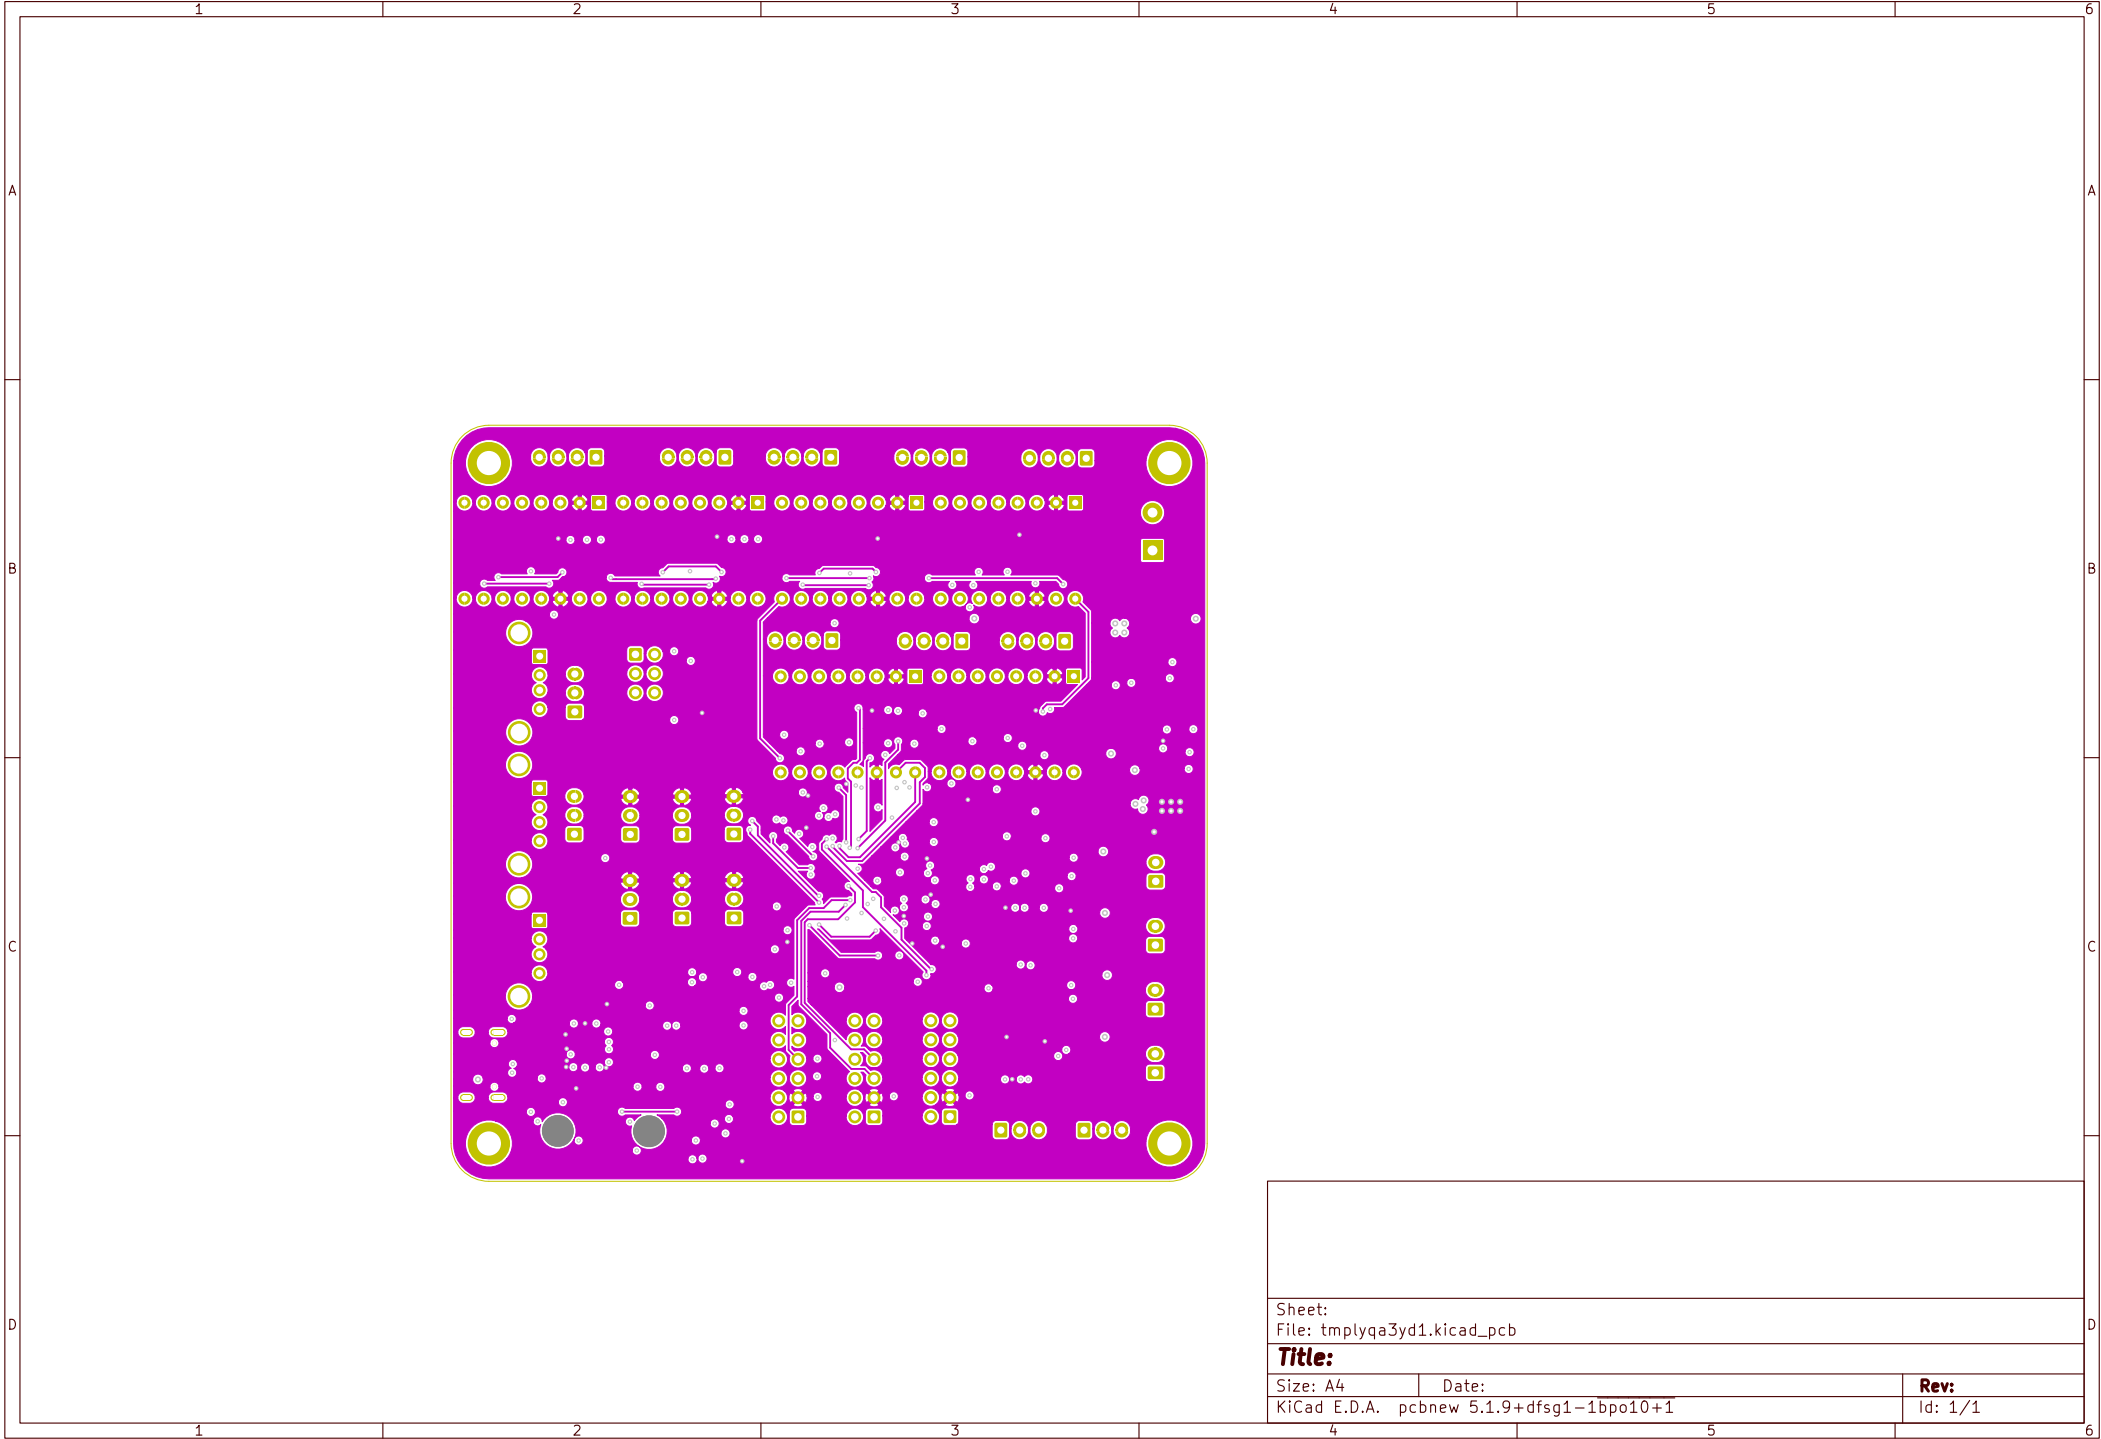 1 2 3 4 5 6
A A
B B
C C
D D
Sheet:
File: tmplyqa3yd1.kicad_pcb
Title:
Size: A4 Date: Rev:
KiCad E.D.A. pcbnew 5.1.9+dfsg1-1bpo10+1 Id: 1/1
1 2 3 4 5 6